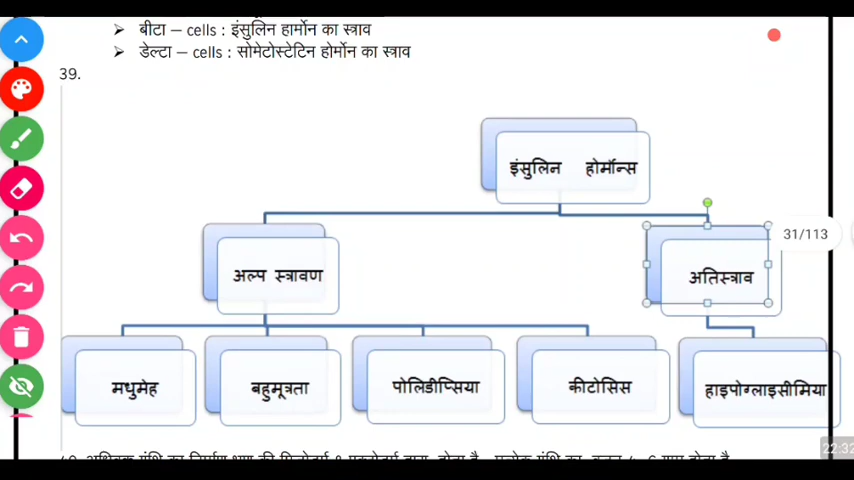 बीटा – cells : इंसुलिन हार्मोन का स्त्राव
डेल्टा – cells : सोमेटोस्टेटिन होर्मोन का स्त्राव
39.
इंसुलिन होर्मोन्स
31/113
अल्प स्त्रावण
अतिस्त्राव
मधुमेह
बहुमूत्रता
पोलिडीप्सिया
कीटोसिस
हाइपोग्लाइसीमिया
22:32